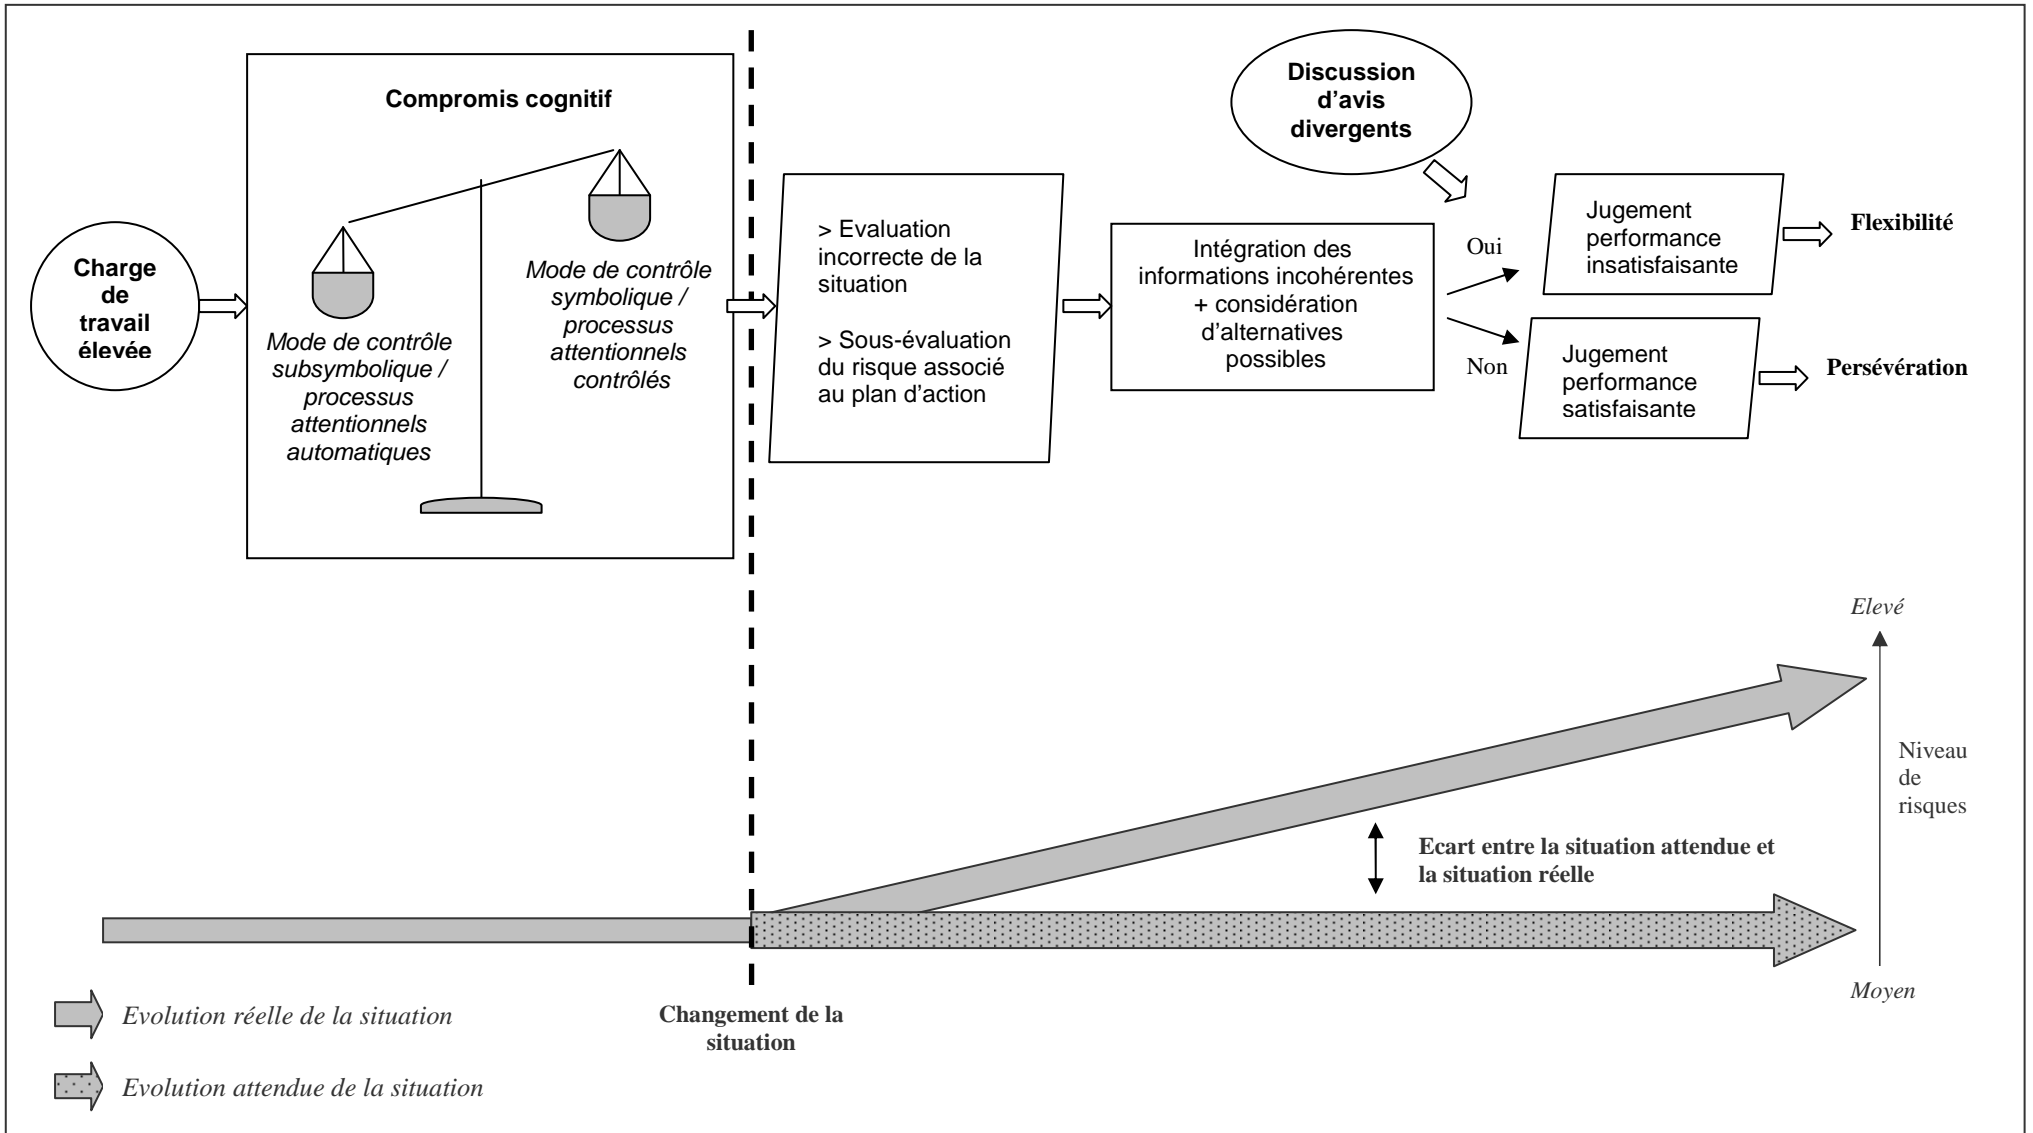 Compromis cognitif
Charge
de
travail
élevée
Mode de contrôle
subsymbolique /
processus
attentionnels
automatiques
Mode de contrôle
symbolique /
processus
attentionnels
contrôlés
> Evaluation
incorrecte de la
situation
> Sous-évaluation
du risque associé
au plan d’action
Discussion
d’avis
divergents
Intégration des
informations incohérentes
+ considération
d’alternatives
possibles
Oui
Non
Jugement
performance
insatisfaisante
Flexibilité
Jugement
performance
satisfaisante
Persévération
Elevé
Niveau
de
risques
Moyen
Ecart entre la situation attendue et
la situation réelle
Changement de la
situation
Evolution réelle de la situation
Evolution attendue de la situation